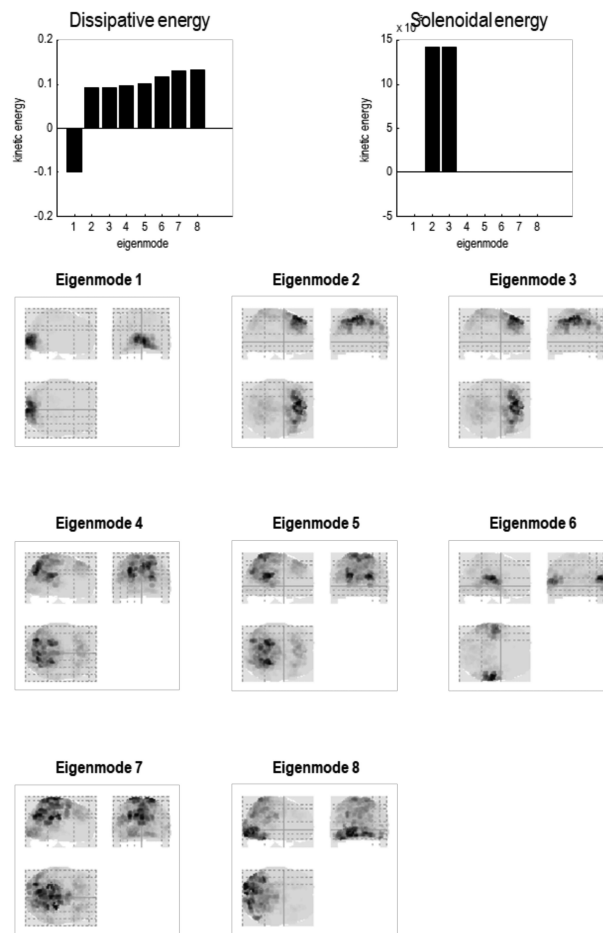 Dissipative energy
Solenoidal energy
0.2
0.1
0
-0.1
-0.2
kinetic energy
1 2 3 4 5 6 7 8
eigenmode
15
10
5
0
-5
kinetic energy
1 2 3 4 5 6 7 8
eigenmode
Eigenmode 1
Eigenmode 2
Eigenmode 3
Eigenmode 4
Eigenmode 5
Eigenmode 6
Eigenmode 7
Eigenmode 8